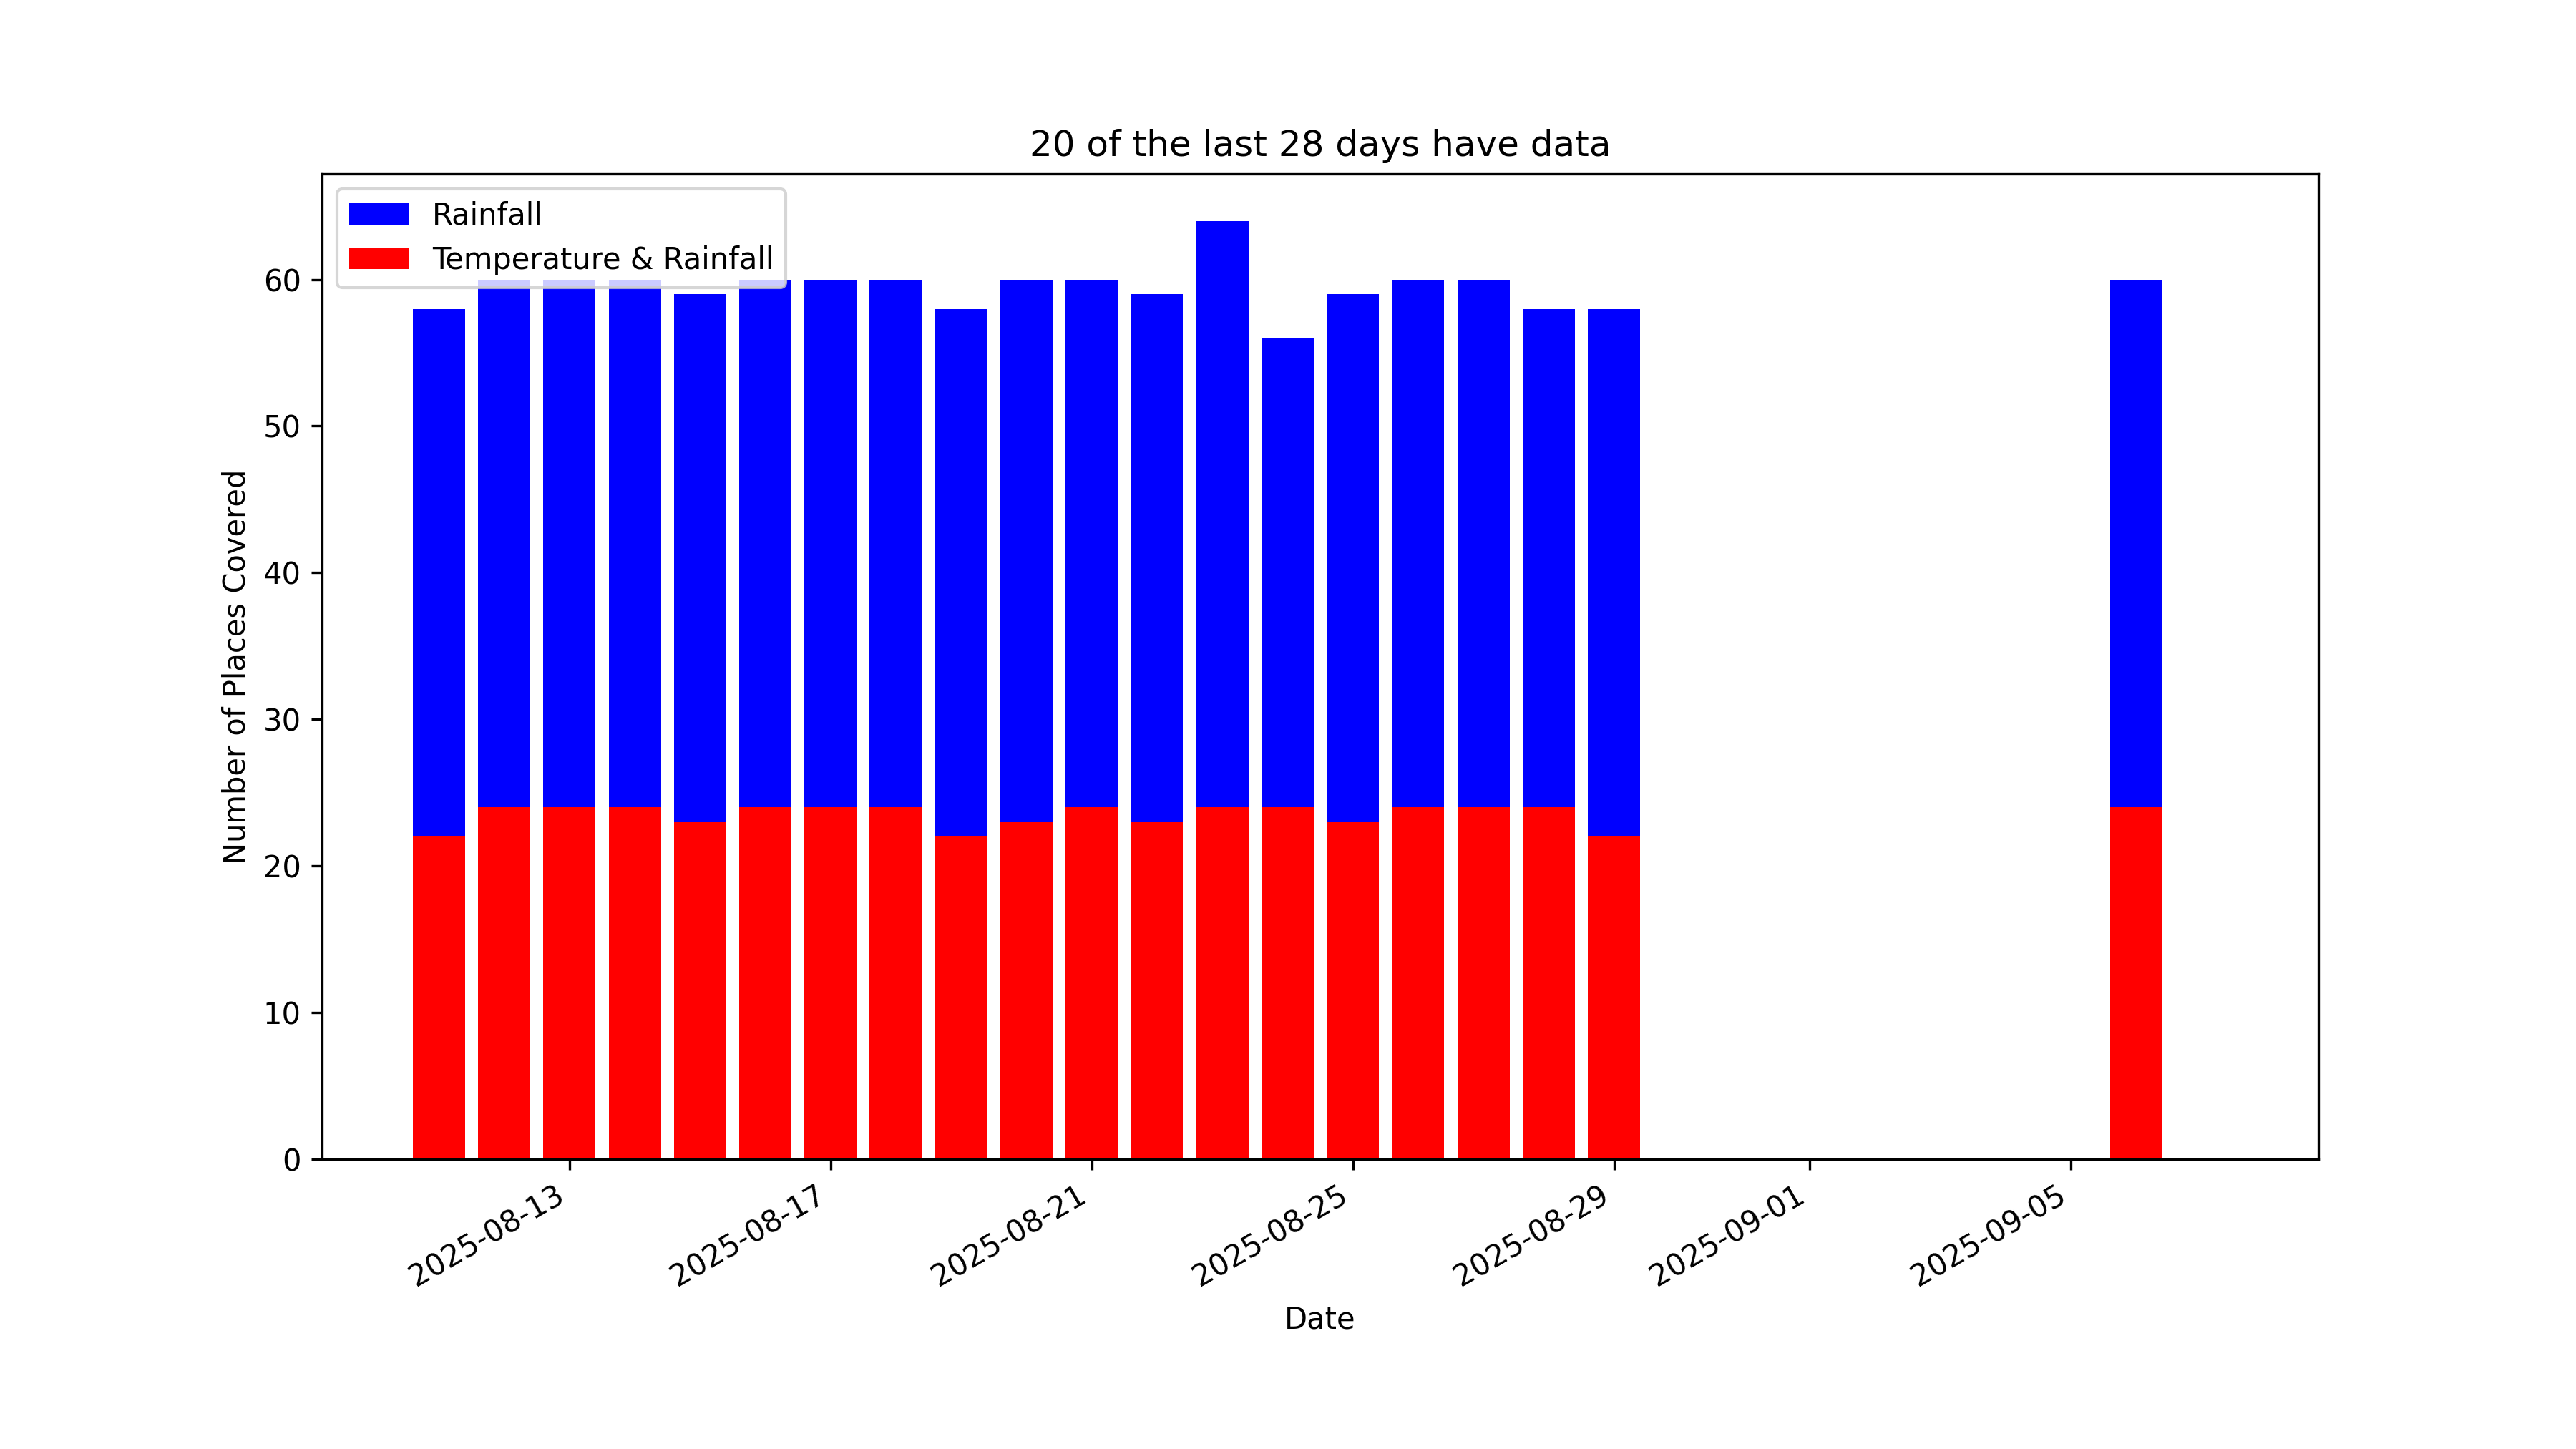 20 of the last 28 days have data
Rainfall
Temperature & Rainfall
Number of Places Covered
60
50
40
30
20
10
0
2025-08-13
2025-08-17
2025-08-21
2025-08-25
2025-08-29
2025-09-01
2025-09-05
Date